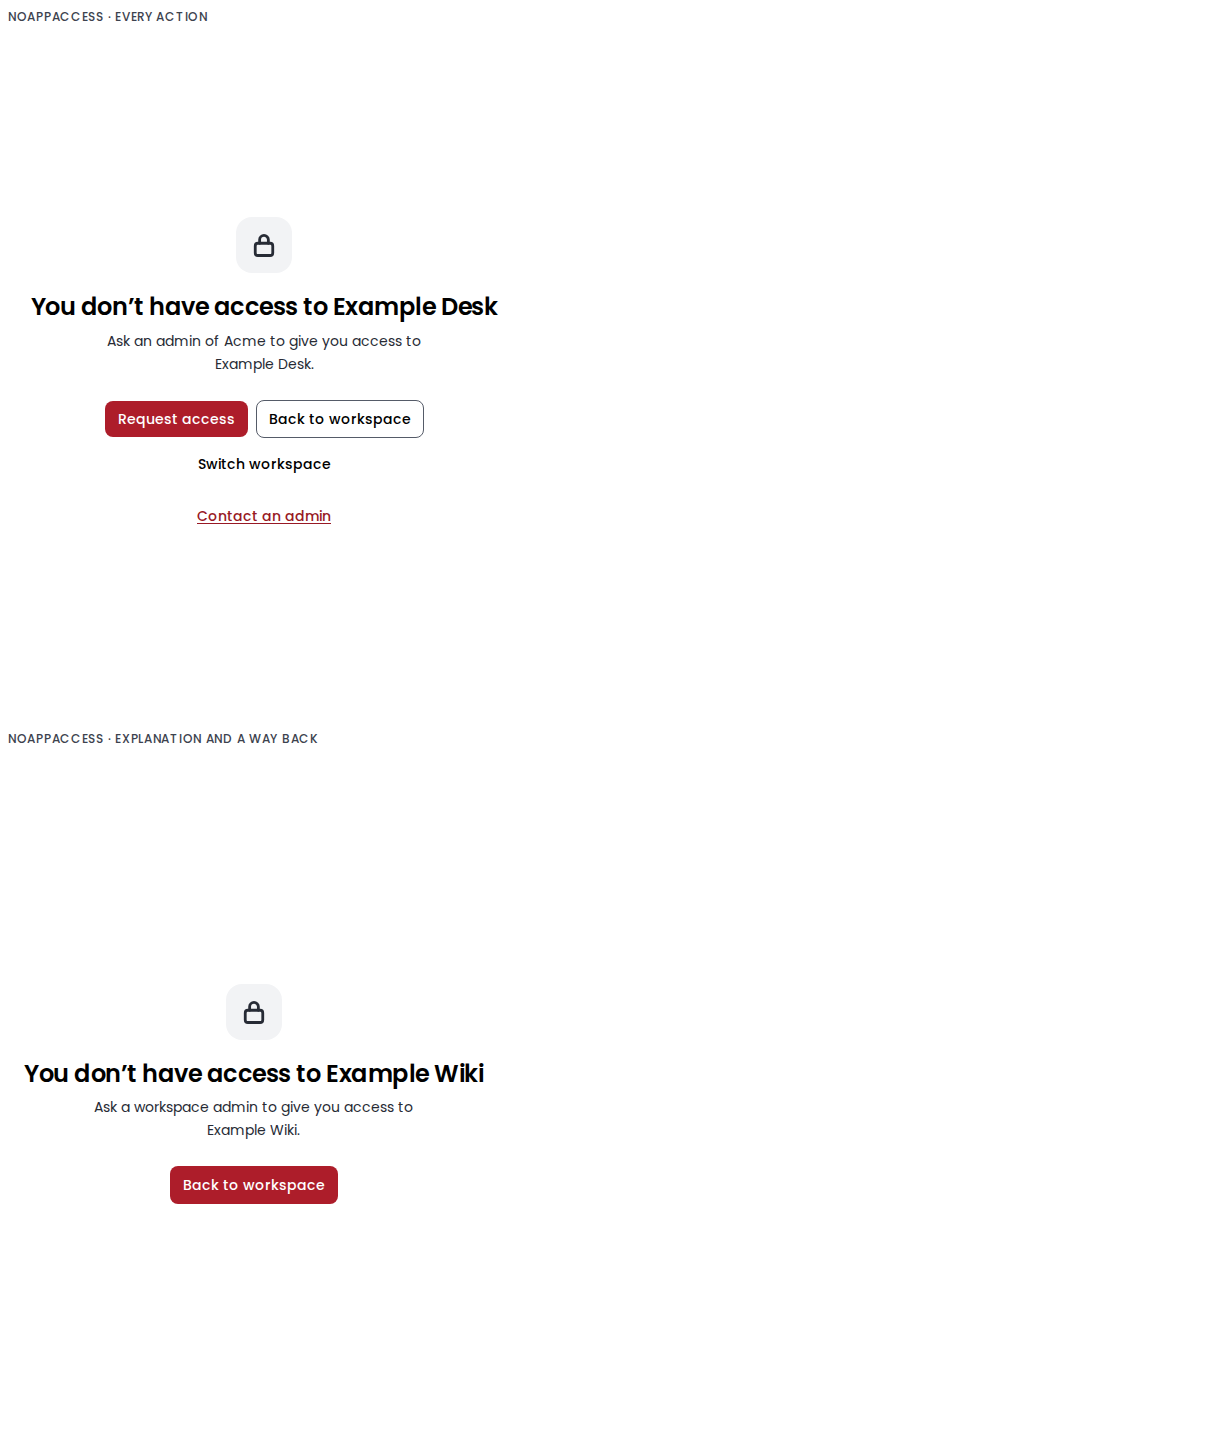 NOAPPACCESS · EVERY ACTION
You don’t have access to Example Desk
Ask an admin of Acme to give you access to
Example Desk.
Request access
Back to workspace
Switch workspace
Contact an admin
NOAPPACCESS · EXPLANATION AND A WAY BACK
You don’t have access to Example Wiki
Ask a workspace admin to give you access to
Example Wiki.
Back to workspace